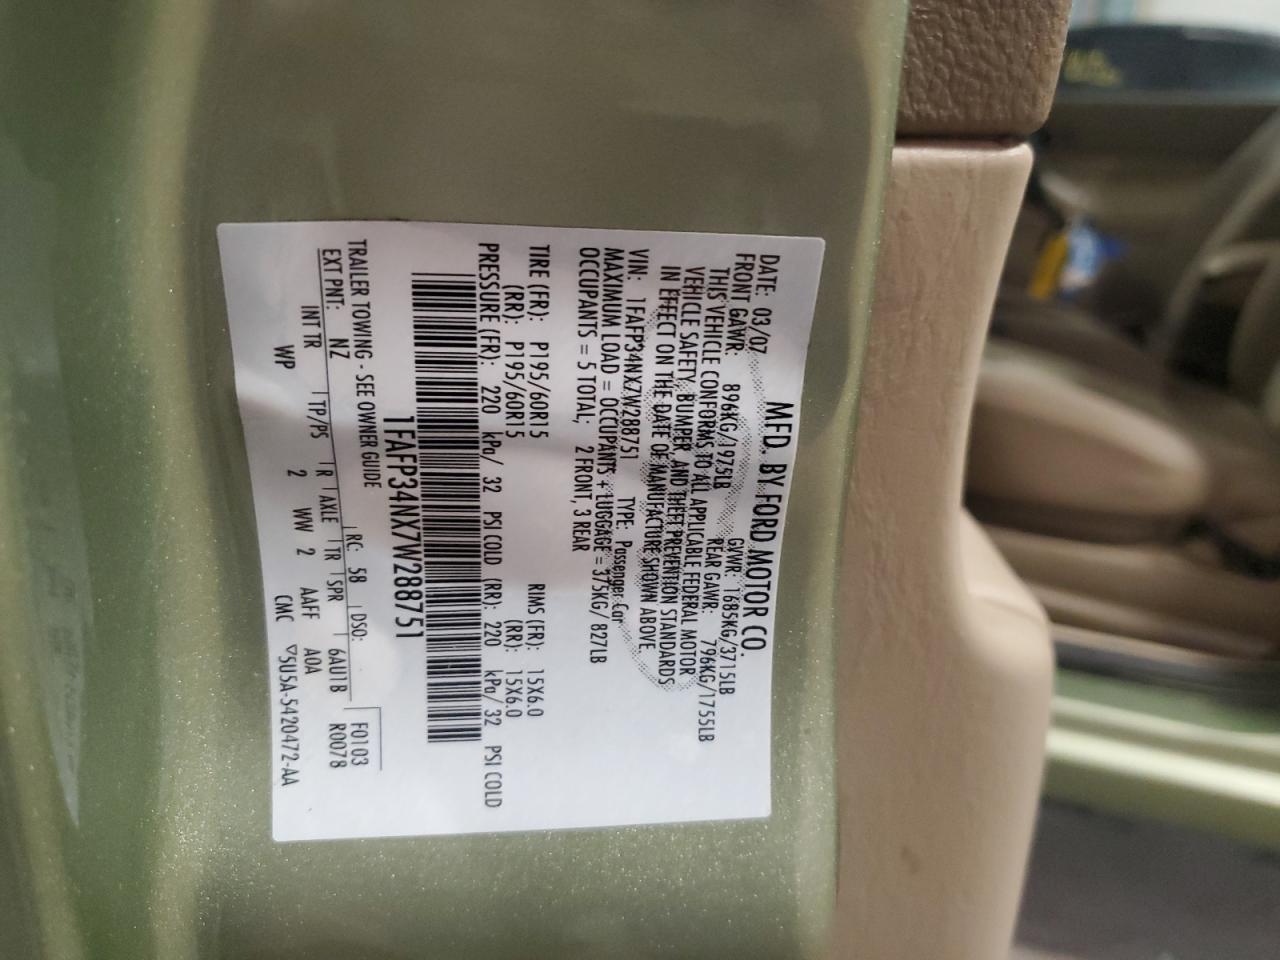 MFD. BY FORD MOTOR CO.
DATE: 03/07 GVWR: 1685KG/3715LB
FRONT GAWR: 896KG/1975LB REAR GAWR: 796KG/1755LB
THIS VEHICLE CONFORMS TO ALL APPLICABLE FEDERAL MOTOR
VEHICLE SAFETY, BUMPER, AND THEFT PREVENTION STANDARDS
IN EFFECT ON THE DATE OF MANUFACTURE SHOWN ABOVE.
VIN: 1FAFP34NX7W288751 TYPE: Passenger Car
MAXIMUM LOAD = OCCUPANTS + LUGGAGE = 375KG/ 827LB
OCCUPANTS = 5 TOTAL; 2 FRONT, 3 REAR
TIRE (FR): P195/60R15 RIMS (FR): 15X6.0
(RR): P195/60R15 (RR): 15X6.0
PRESSURE (FR): 220 kPa/ 32 PSI COLD (RR): 220 kPa/ 32 PSI COLD
1FAFP34NX7W288751
TRAILER TOWING - SEE OWNER GUIDE F0103
EXT PNT: NZ RC: 58 DSO: R0078
INT TR TP/PS R AXLE TR SPR 6AU1B
WP 2 WW 2 AAFF A0A
CMC ▽5U5A-5420472-AA